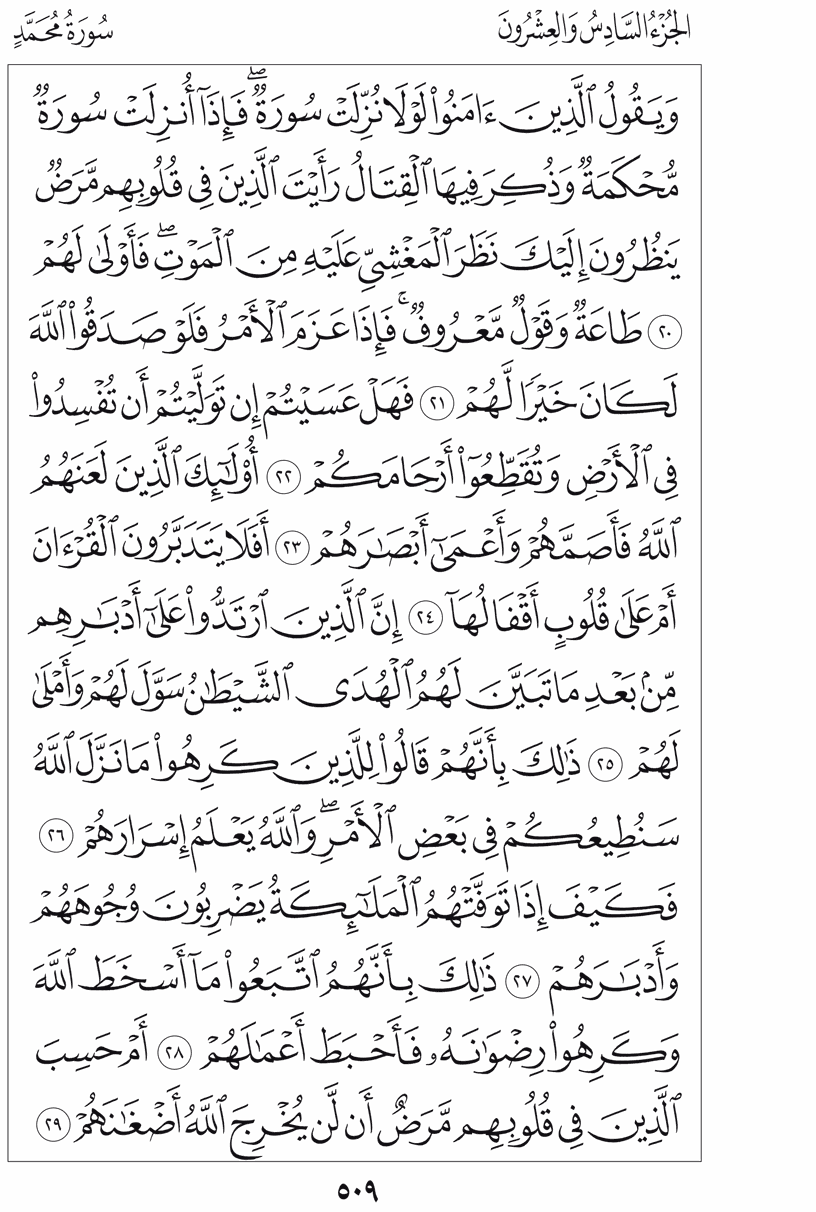 الجُزْءُ السَّادِسُ وَالعِشْرُونَ
سُورَةُ مُحَمَّدٍ
وَيَقُولُ ٱلَّذِينَ ءَامَنُوا۟ لَوْلَا نُزِّلَتْ سُورَةٌ ۖ فَإِذَآ أُنزِلَتْ سُورَةٌ
مُّحْكَمَةٌ وَذُكِرَ فِيهَا ٱلْقِتَالُ رَأَيْتَ ٱلَّذِينَ فِى قُلُوبِهِم مَّرَضٌ
يَنظُرُونَ إِلَيْكَ نَظَرَ ٱلْمَغْشِىِّ عَلَيْهِ مِنَ ٱلْمَوْتِ ۖ فَأَوْلَىٰ لَهُمْ
٢٠ طَاعَةٌ وَقَوْلٌ مَّعْرُوفٌ ۚ فَإِذَا عَزَمَ ٱلْأَمْرُ فَلَوْ صَدَقُوا۟ ٱللَّهَ
لَكَانَ خَيْرًا لَّهُمْ ٢١ فَهَلْ عَسَيْتُمْ إِن تَوَلَّيْتُمْ أَن تُفْسِدُوا۟
فِى ٱلْأَرْضِ وَتُقَطِّعُوٓا۟ أَرْحَامَكُمْ ٢٢ أُو۟لَٰٓئِكَ ٱلَّذِينَ لَعَنَهُمُ
ٱللَّهُ فَأَصَمَّهُمْ وَأَعْمَىٰٓ أَبْصَٰرَهُمْ ٢٣ أَفَلَا يَتَدَبَّرُونَ ٱلْقُرْءَانَ
أَمْ عَلَىٰ قُلُوبٍ أَقْفَالُهَآ ٢٤ إِنَّ ٱلَّذِينَ ٱرْتَدُّوا۟ عَلَىٰٓ أَدْبَٰرِهِم
مِّنۢ بَعْدِ مَا تَبَيَّنَ لَهُمُ ٱلْهُدَى ٱلشَّيْطَٰنُ سَوَّلَ لَهُمْ وَأَمْلَىٰ
لَهُمْ ٢٥ ذَٰلِكَ بِأَنَّهُمْ قَالُوا۟ لِلَّذِينَ كَرِهُوا۟ مَا نَزَّلَ ٱللَّهُ
سَنُطِيعُكُمْ فِى بَعْضِ ٱلْأَمْرِ ۖ وَٱللَّهُ يَعْلَمُ إِسْرَارَهُمْ ٢٦
فَكَيْفَ إِذَا تَوَفَّتْهُمُ ٱلْمَلَٰٓئِكَةُ يَضْرِبُونَ وُجُوهَهُمْ
وَأَدْبَٰرَهُمْ ٢٧ ذَٰلِكَ بِأَنَّهُمُ ٱتَّبَعُوا۟ مَآ أَسْخَطَ ٱللَّهَ
وَكَرِهُوا۟ رِضْوَٰنَهُۥ فَأَحْبَطَ أَعْمَٰلَهُمْ ٢٨ أَمْ حَسِبَ
ٱلَّذِينَ فِى قُلُوبِهِم مَّرَضٌ أَن لَّن يُخْرِجَ ٱللَّهُ أَضْغَٰنَهُمْ ٢٩
٥٠٩